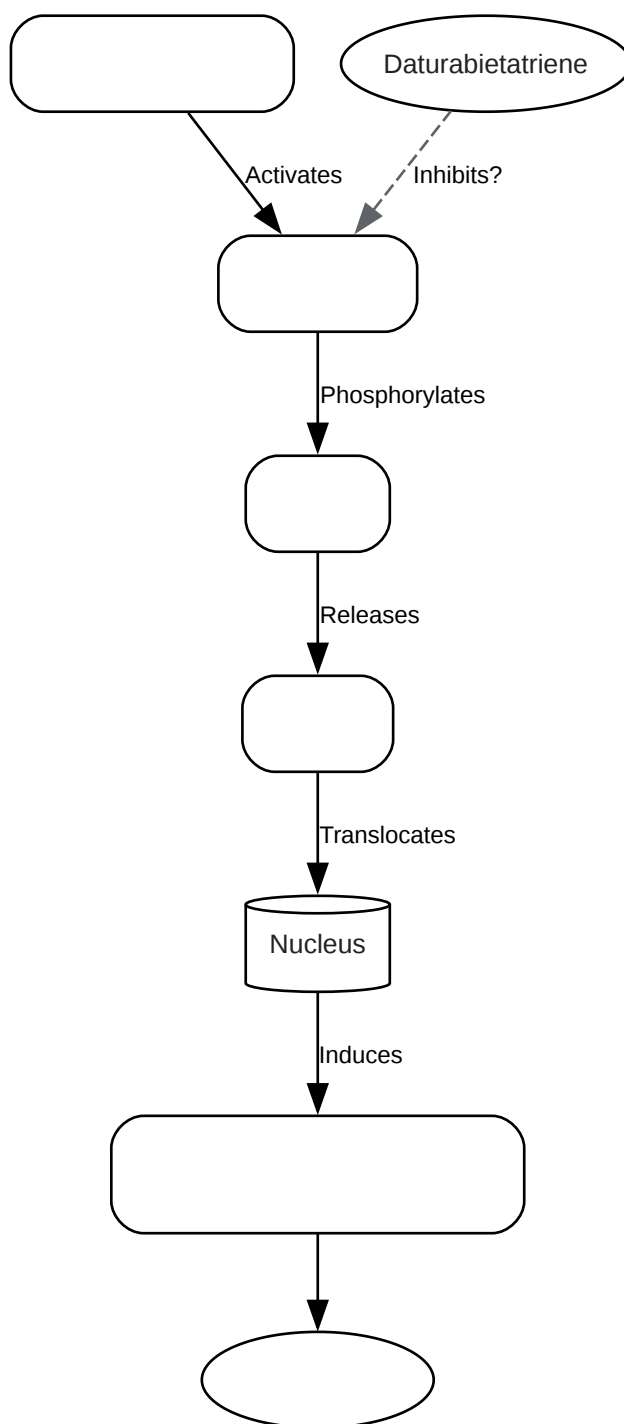 Daturabietatriene
Activates
Inhibits?
Phosphorylates
Releases
Translocates
Nucleus
Induces